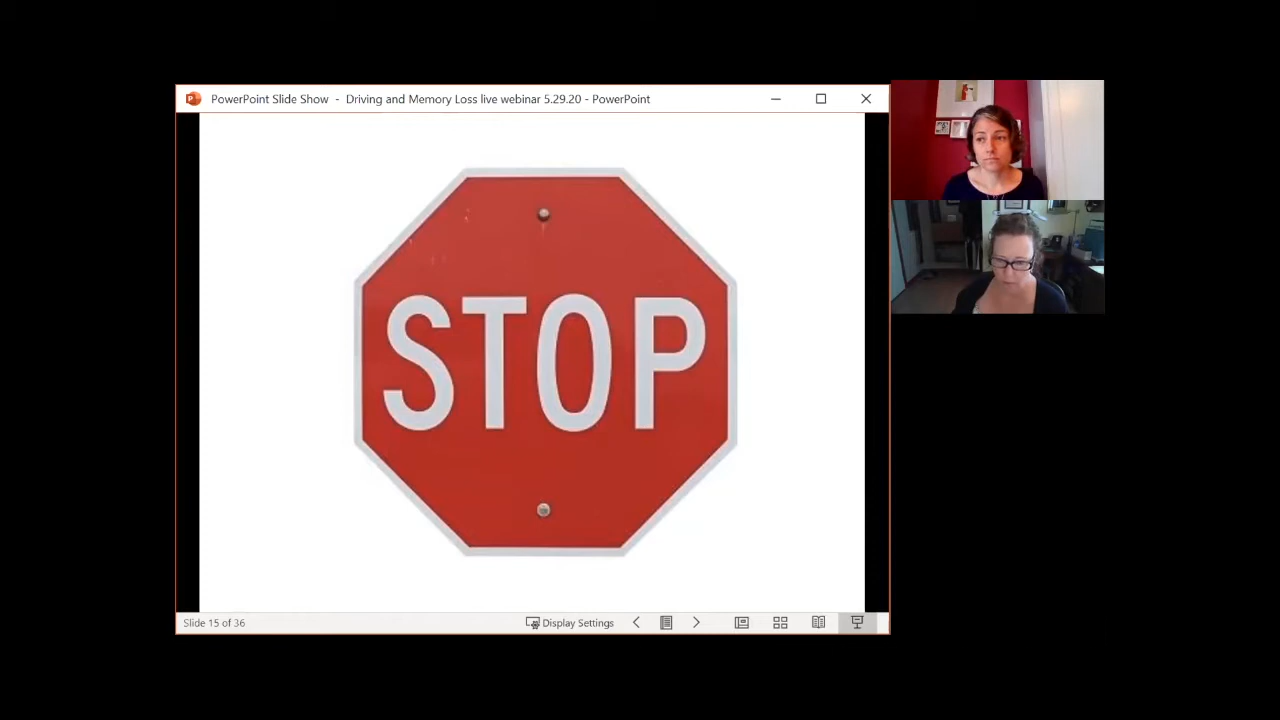 PowerPoint Slide Show - Driving and Memory Loss live webinar 5.29.20 - PowerPoint
STOP
Slide 15 of 36
Display Settings